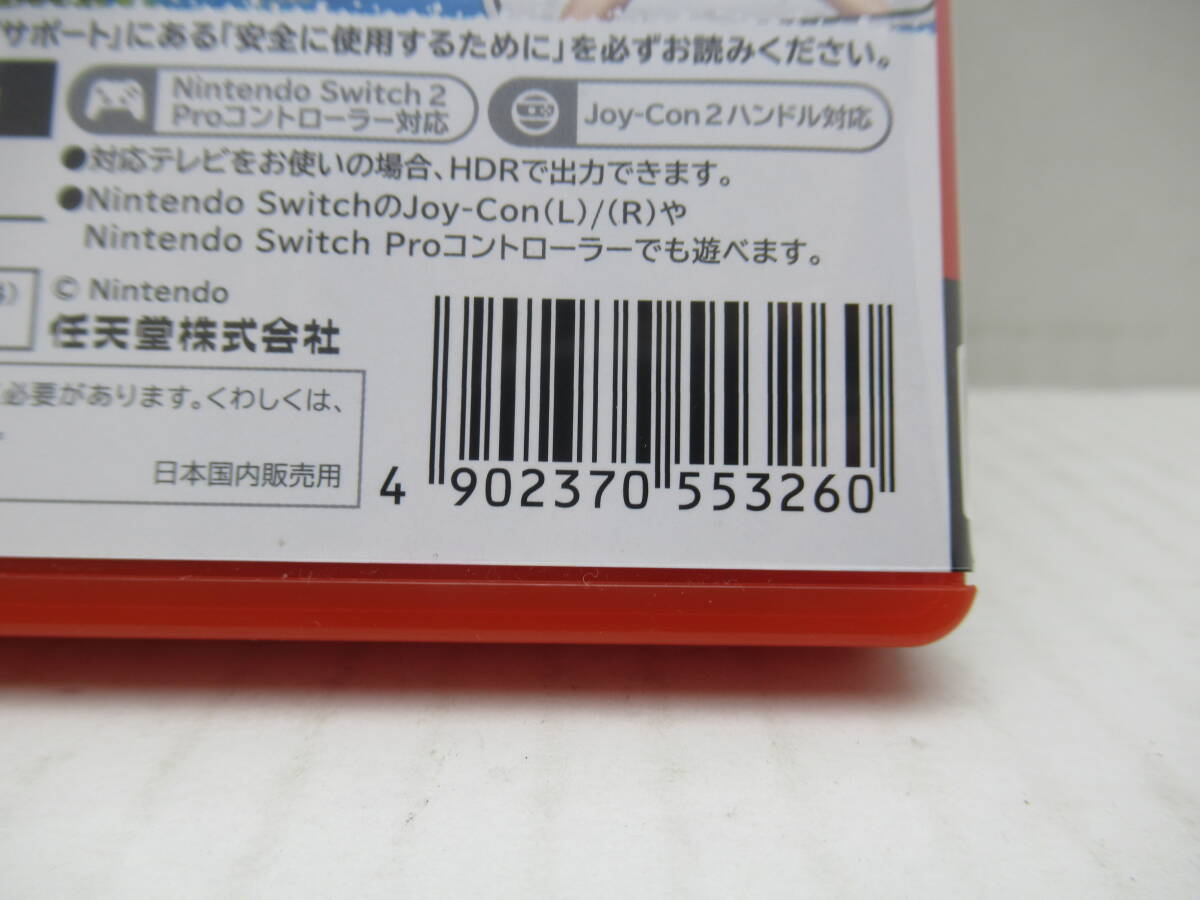 サポート」にある「安全に使用するために」を必ずお読みください。
Nintendo Switch 2
Proコントローラー対応
Joy-Con 2 ハンドル対応
●対応テレビをお使いの場合、HDRで出力できます。
●Nintendo SwitchのJoy-Con(L)/(R)や
Nintendo Switch Proコントローラーでも遊べます。
© Nintendo
任天堂株式会社
必要があります。くわしくは、
日本国内販売用
4 902370 553260